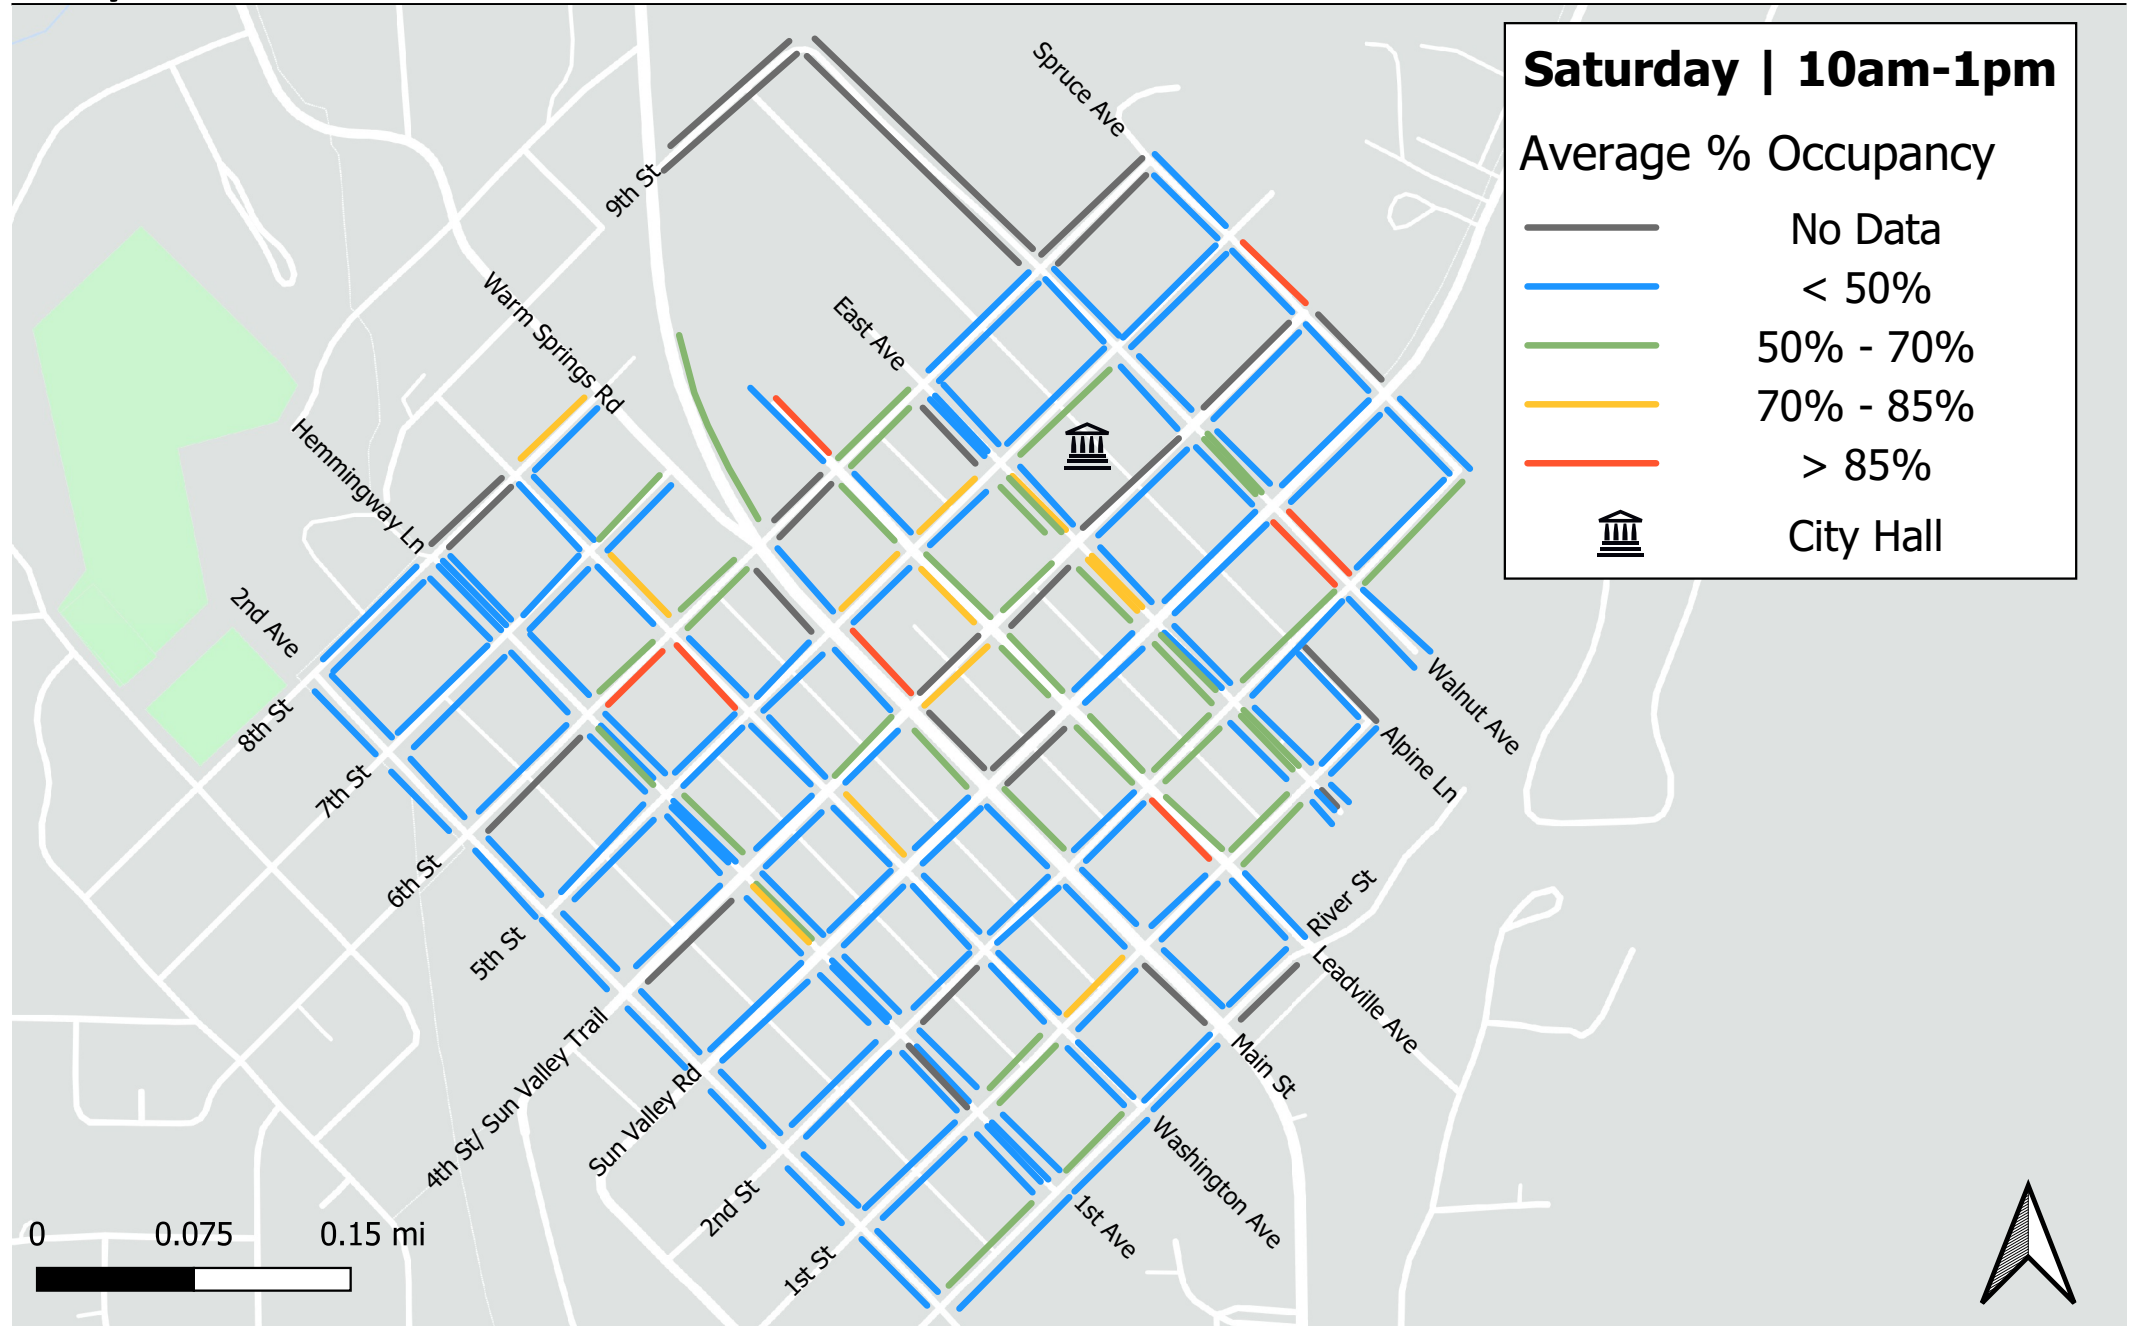 Saturday | 10am-1pm
Average % Occupancy
No Data
< 50%
50% - 70%
70% - 85%
> 85%
City Hall
Spruce Ave
9th St
East Ave
Warm Springs Rd
Hemmingway Ln
2nd Ave
8th St
7th St
6th St
5th St
4th St/ Sun Valley Trail
Sun Valley Rd
2nd St
1st St
Walnut Ave
Alpine Ln
River St
Leadville Ave
Main St
Washington Ave
1st Ave
0 0.075 0.15 mi